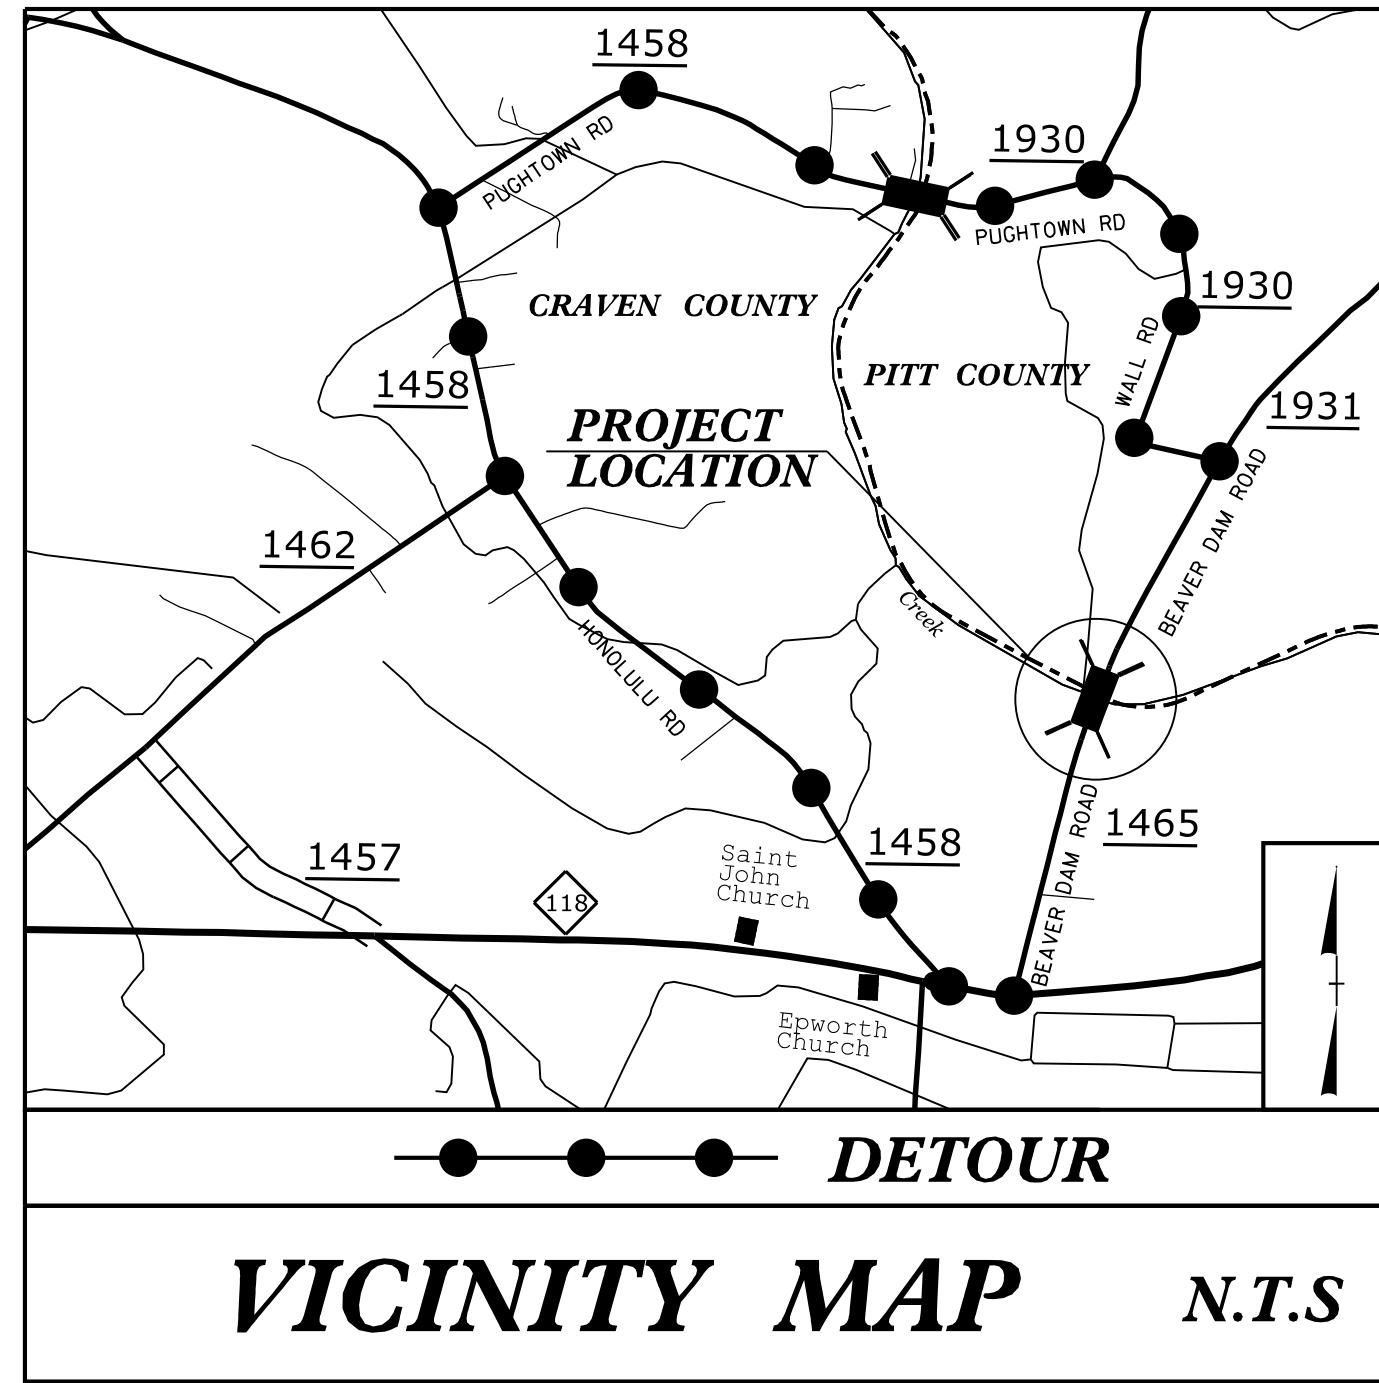 1458
PUGHTOWN RD
1930
PUGHTOWN RD
1930
CRAVEN COUNTY
WALL RD
PITT COUNTY
1458
1931
PROJECT
LOCATION
BEAVER DAM ROAD
1462
Creek
HONOLULU RD
1465
1458
BEAVER DAM ROAD
1457
Saint
John
Church
118
Epworth
Church
DETOUR
VICINITY MAP N.T.S